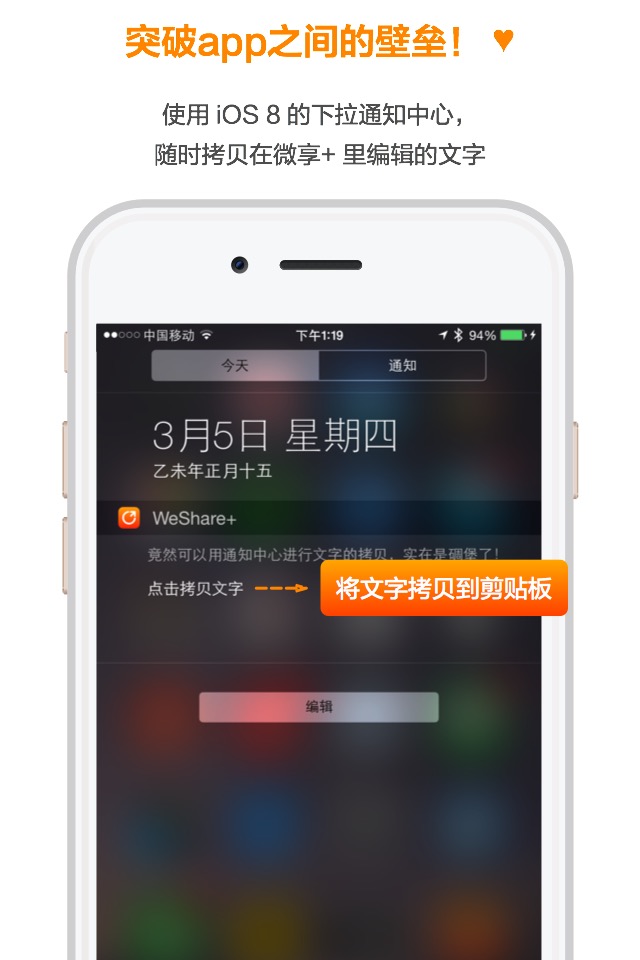 突破app之间的壁垒！ ♥
使用 iOS 8 的下拉通知中心，
随时拷贝在微享+ 里编辑的文字
中国移动 下午1:19 94%
今天 通知
3月5日 星期四
乙未年正月十五
WeShare+
竟然可以用通知中心进行文字的拷贝，实在是碉堡了！
点击拷贝文字 将文字拷贝到剪贴板
编辑